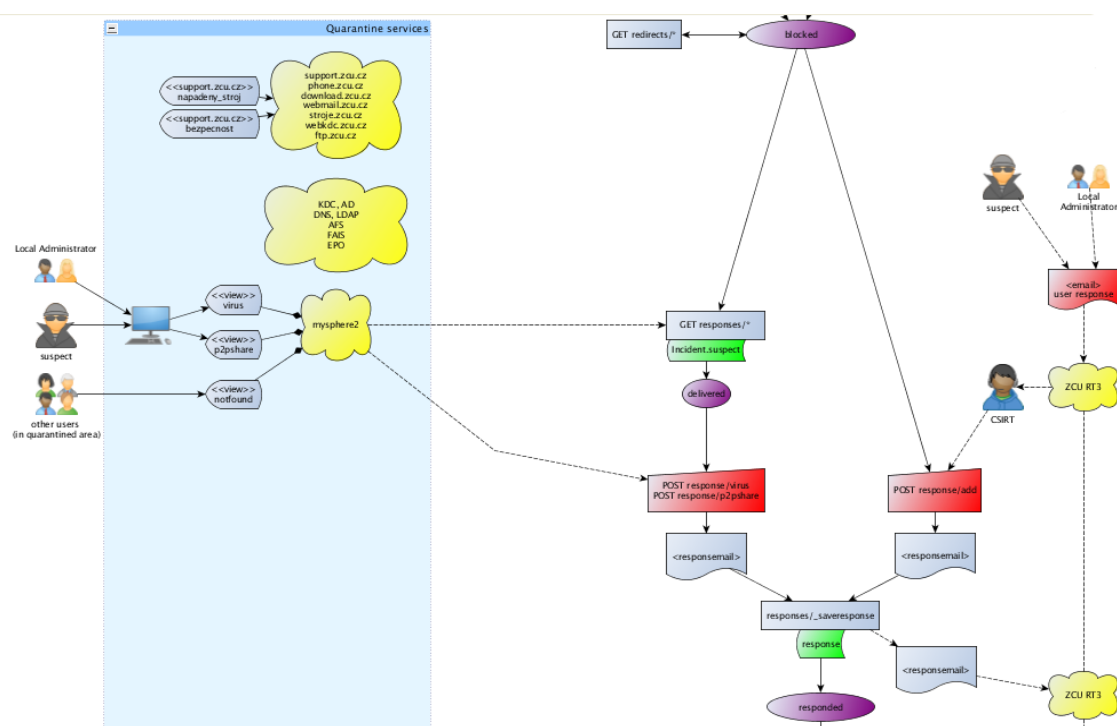 Quarantine services
<<support.zcu.cz>>
napadeny_stroj
<<support.zcu.cz>>
bezpecnost
support.zcu.cz
phone.zcu.cz
download.zcu.cz
webmail.zcu.cz
stroje.zcu.cz
webkdc.zcu.cz
ftp.zcu.cz
KDC, AD
DNS, LDAP
AFS
FAIS
EPO
Local Administrator
suspect
other users
(in quarantined area)
<<view>>
virus
<<view>>
p2pshare
<<view>>
notfound
mysphere2
GET redirects/*
blocked
GET responses/*
Incident.suspect
delivered
POST response/virus
POST response/p2pshare
<responsemail>
suspect
Local
Administrator
<email>
user response
ZCU RT3
CSIRT
POST response/add
<responsemail>
responses/_saveresponse
response
<responsemail>
ZCU RT3
responded